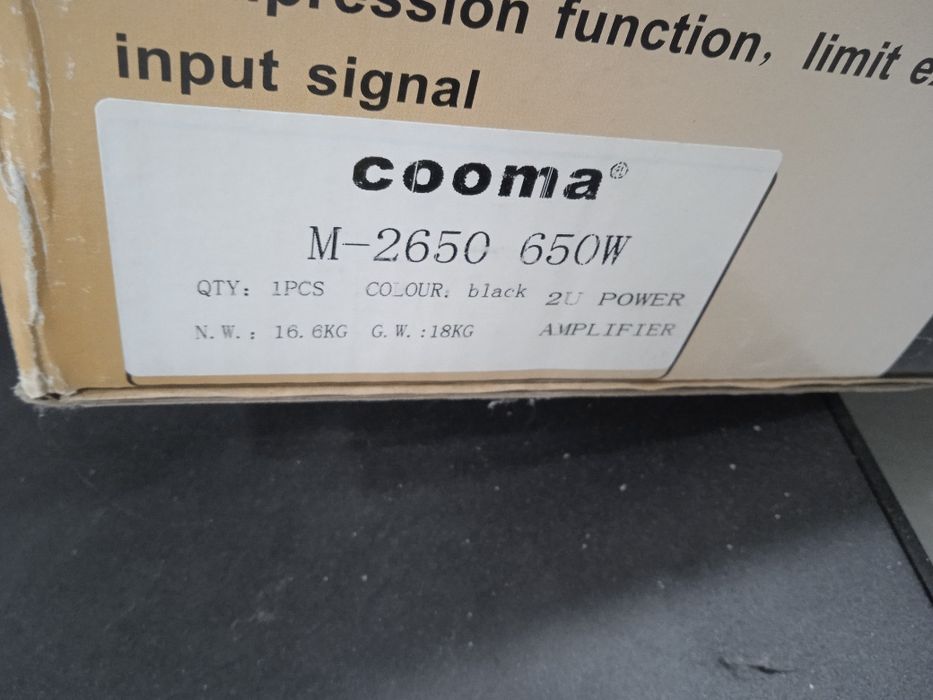 function, limit
input signal
cooma®
M-2650 650W
QTY: 1PCS COLOUR: black 2U POWER
N.W.: 16.6KG G.W.:18KG AMPLIFIER